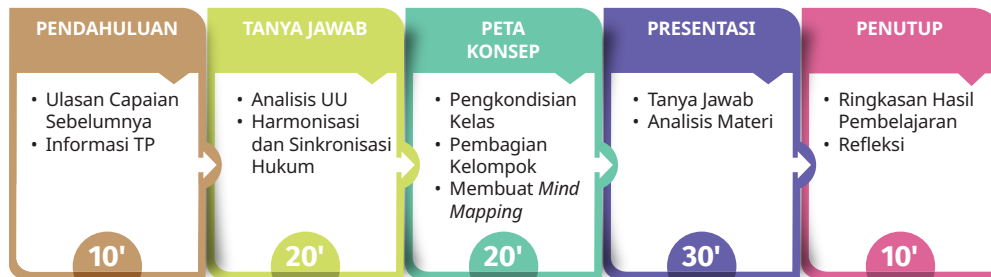 PENDAHULUAN
• Ulasan Capaian
Sebelumnya
• Informasi TP
10'
TANYA JAWAB
• Analisis UU
• Harmonisasi
dan Sinkronisasi
Hukum
20'
PETA
KONSEP
• Pengkondisian
Kelas
• Pembagian
Kelompok
• Membuat Mind
Mapping
20'
PRESENTASI
• Tanya Jawab
• Analisis Materi
30'
PENUTUP
• Ringkasan Hasil
Pembelajaran
• Refleksi
10'